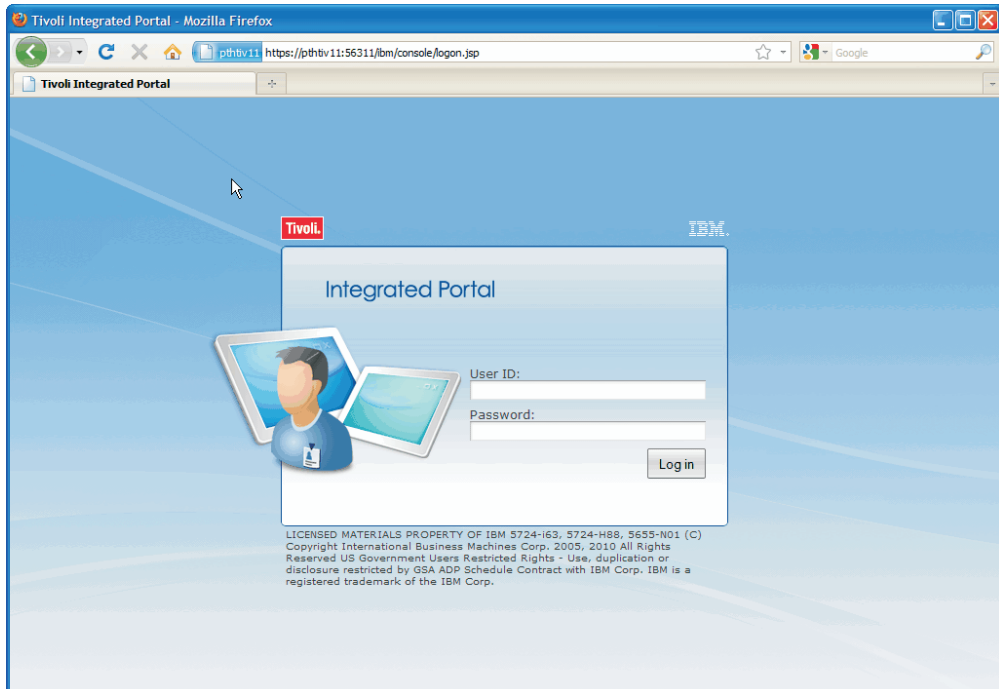 Tivoli Integrated Portal - Mozilla Firefox
pthtiv11 https://pthtiv11:56311/ibm/console/logon.jsp
Google
Tivoli Integrated Portal
Tivoli.
IBM.
Integrated Portal
User ID:
Password:
Log in
LICENSED MATERIALS PROPERTY OF IBM 5724-i63, 5724-H88, 5655-N01 (C)
Copyright International Business Machines Corp. 2005, 2010 All Rights
Reserved US Government Users Restricted Rights - Use, duplication or
disclosure restricted by GSA ADP Schedule Contract with IBM Corp. IBM is a
registered trademark of the IBM Corp.